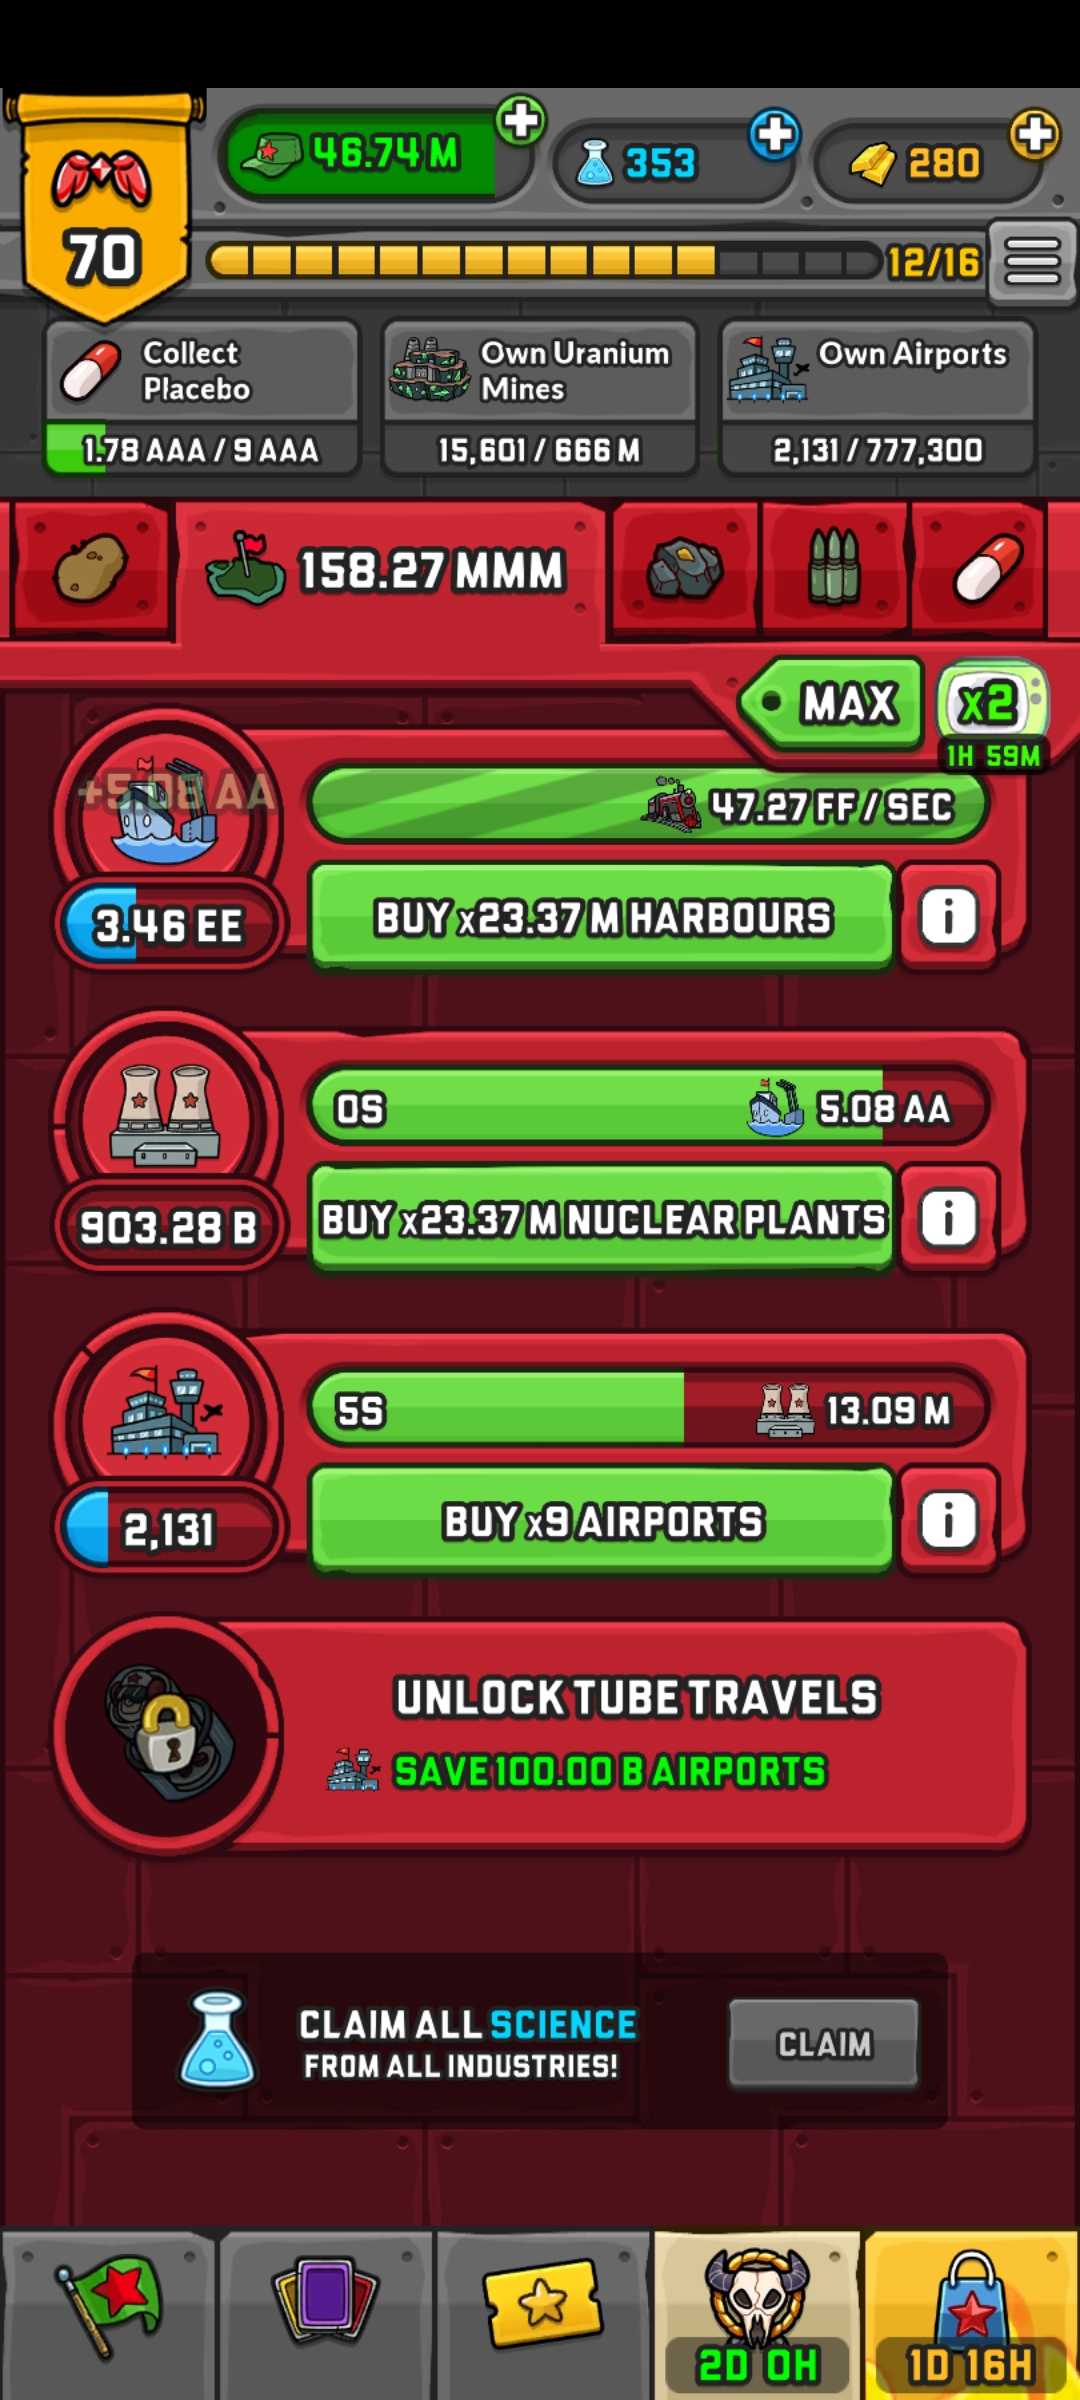 46.74 M
353
280
70
12/16
Collect
Placebo
1.78 AAA / 9 AAA
Own Uranium
Mines
15,601 / 666 M
Own Airports
2,131 / 777,300
158.27 MMM
MAX
x2
1H 59M
+5.08 AA
47.27 FF / SEC
3.46 EE
BUY x23.37 M HARBOURS
i
0S
5.08 AA
903.28 B
BUY x23.37 M NUCLEAR PLANTS
i
5S
13.09 M
2,131
BUY x9 AIRPORTS
i
UNLOCK TUBE TRAVELS
SAVE 100.00 B AIRPORTS
CLAIM ALL SCIENCE
FROM ALL INDUSTRIES!
CLAIM
2D 0H
1D 16H